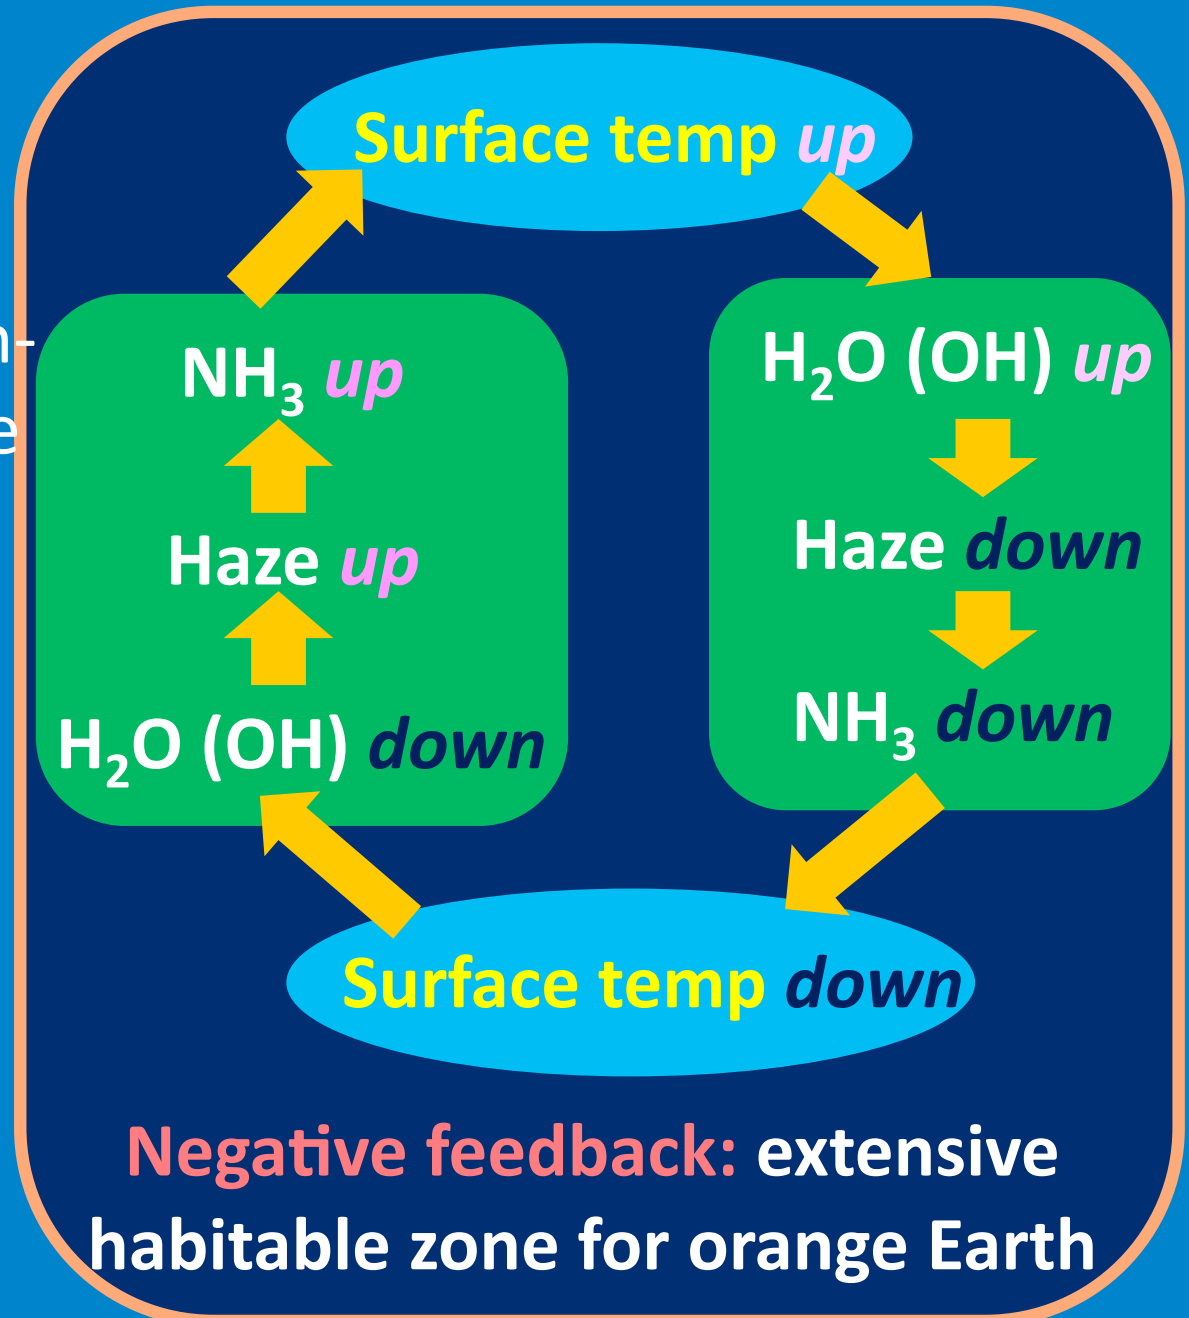 Surface temp up
H₂O (OH) up
Haze down
NH₃ down
Surface temp down
H₂O (OH) down
Haze up
NH₃ up
Negative feedback: extensive
habitable zone for orange Earth